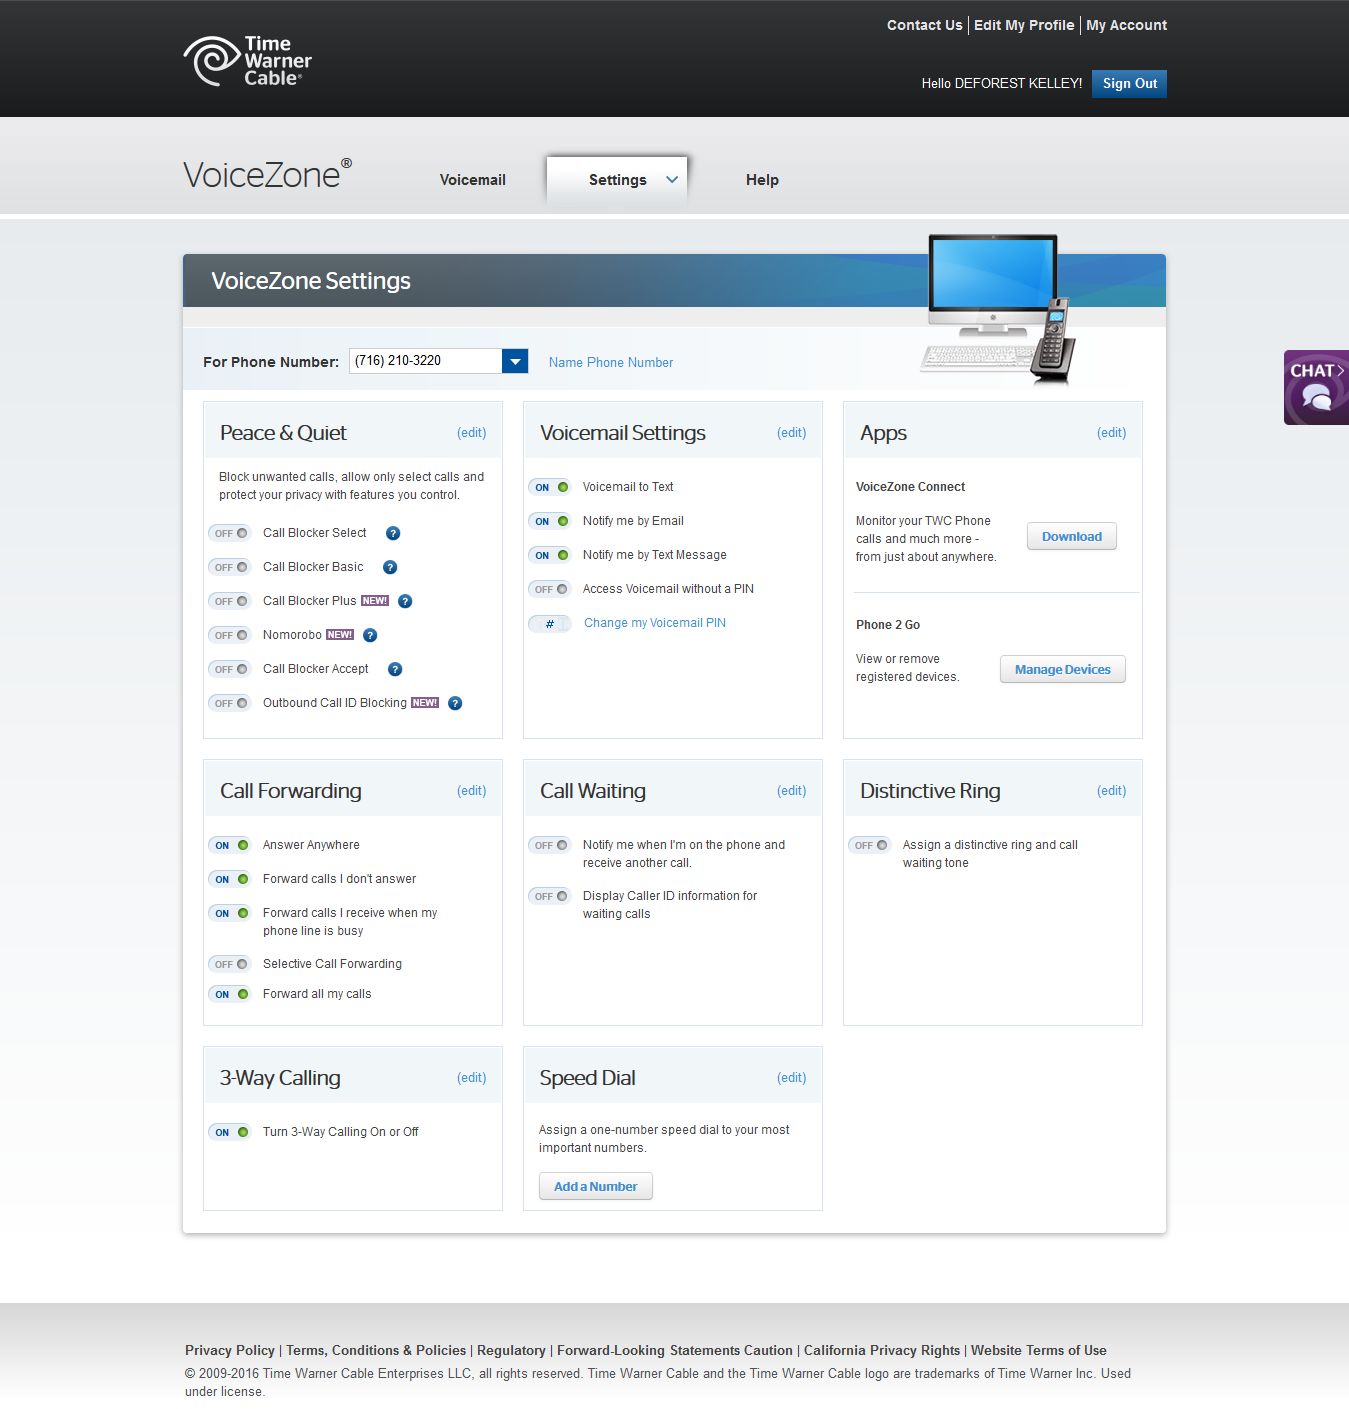 Contact Us | Edit My Profile | My Account
Time
Warner
Cable®
Hello DEFOREST KELLEY!
Sign Out
VoiceZone®
Voicemail
Settings
Help
VoiceZone Settings
For Phone Number:
(716) 210-3220
Name Phone Number
CHAT>
Peace & Quiet
(edit)
Block unwanted calls, allow only select calls and
protect your privacy with features you control.
OFF Call Blocker Select ?
OFF Call Blocker Basic ?
OFF Call Blocker Plus NEW! ?
OFF Nomorobo NEW! ?
OFF Call Blocker Accept ?
OFF Outbound Call ID Blocking NEW! ?
Voicemail Settings
(edit)
ON Voicemail to Text
ON Notify me by Email
ON Notify me by Text Message
OFF Access Voicemail without a PIN
# Change my Voicemail PIN
Apps
(edit)
VoiceZone Connect
Monitor your TWC Phone
calls and much more -
from just about anywhere.
Download
Phone 2 Go
View or remove
registered devices.
Manage Devices
Call Forwarding
(edit)
ON Answer Anywhere
ON Forward calls I don't answer
ON Forward calls I receive when my
phone line is busy
OFF Selective Call Forwarding
ON Forward all my calls
Call Waiting
(edit)
OFF Notify me when I'm on the phone and
receive another call.
OFF Display Caller ID information for
waiting calls
Distinctive Ring
(edit)
OFF Assign a distinctive ring and call
waiting tone
3-Way Calling
(edit)
ON Turn 3-Way Calling On or Off
Speed Dial
(edit)
Assign a one-number speed dial to your most
important numbers.
Add a Number
Privacy Policy | Terms, Conditions & Policies | Regulatory | Forward-Looking Statements Caution | California Privacy Rights | Website Terms of Use
© 2009-2016 Time Warner Cable Enterprises LLC, all rights reserved. Time Warner Cable and the Time Warner Cable logo are trademarks of Time Warner Inc. Used
under license.